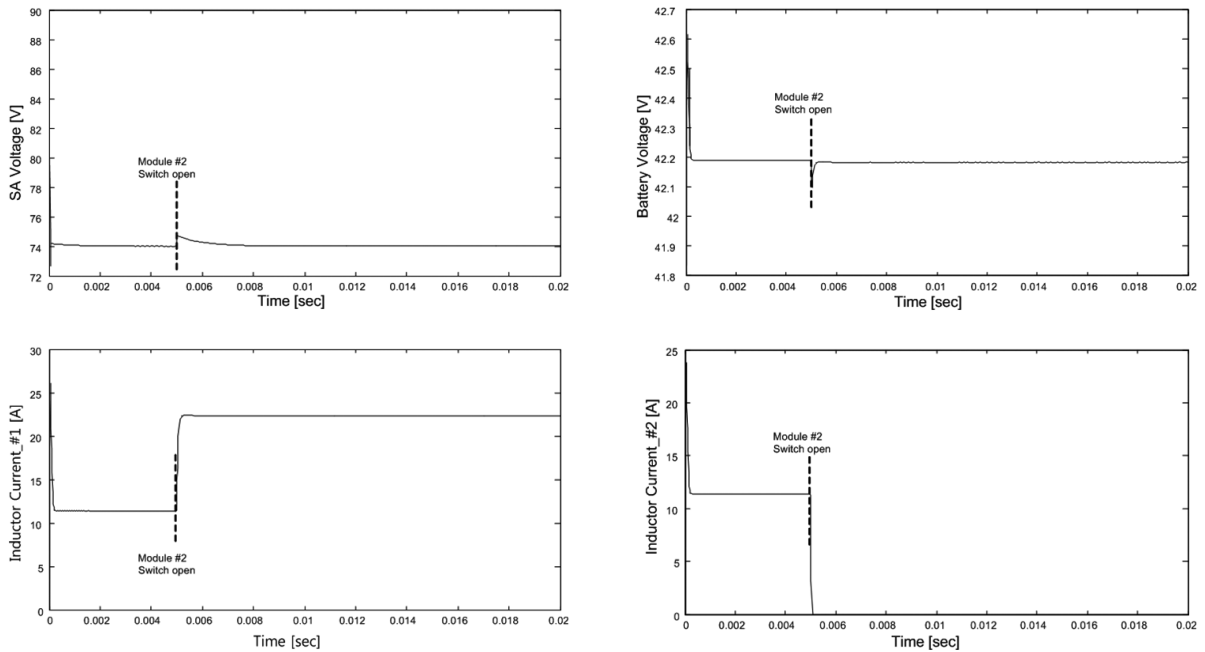 90
88
86
84
82
80
78
76
74
72
SA Voltage [V]
Module #2
Switch open
0 0.002 0.004 0.006 0.008 0.01 0.012 0.014 0.016 0.018 0.02
Time [sec]
42.7
42.6
42.5
42.4
42.3
42.2
42.1
42
41.9
41.8
Battery Voltage [V]
Module #2
Switch open
0 0.002 0.004 0.006 0.008 0.01 0.012 0.014 0.016 0.018 0.02
Time [sec]
30
25
20
15
10
5
0
Inductor Current_#1 [A]
Module #2
Switch open
0 0.002 0.004 0.006 0.008 0.01 0.012 0.014 0.016 0.018 0.02
Time [sec]
25
20
15
10
5
0
Inductor Current_#2 [A]
Module #2
Switch open
0 0.002 0.004 0.006 0.008 0.01 0.012 0.014 0.016 0.018 0.02
Time [sec]